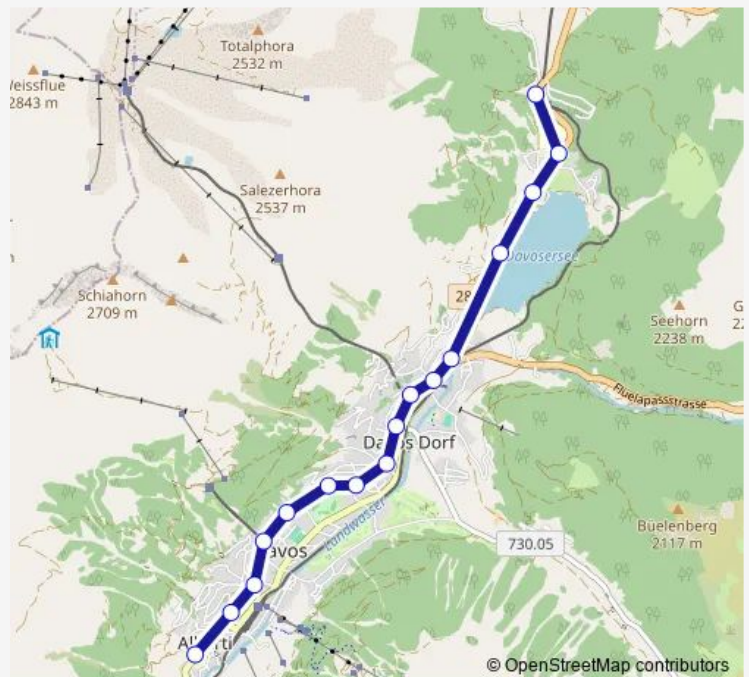 Totalphora
2532 m
2843 m
Salezerhora
2537 m
Davosersee
28
Schiahorn
2709 m
Seehorn
2238 m
G
Flüelapassstrasse
Dorf
Landwasser
Buelenberg
2117 m
730.05
© OpenStreetMap contributors